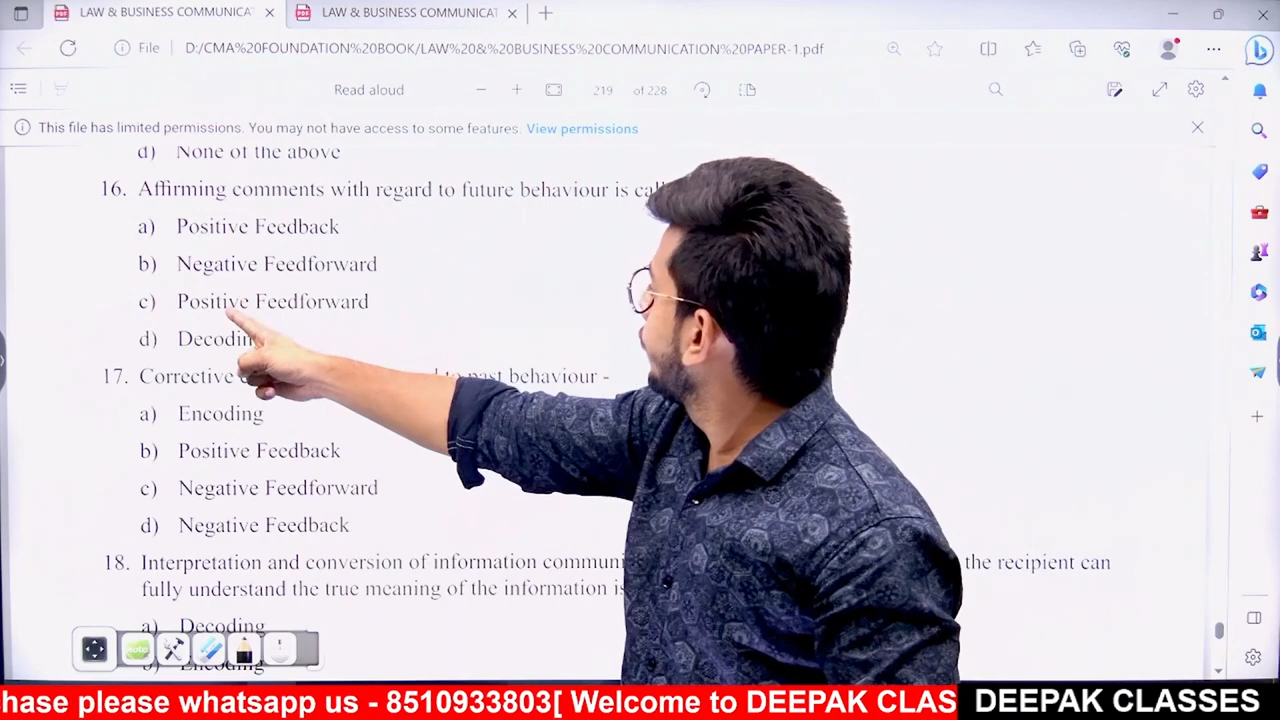 LAW & BUSINESS COMMUNICAT
LAW & BUSINESS COMMUNICAT
File D:/CMA%20FOUNDATION%20BOOK/LAW%20&%20BUSINESS%20COMMUNICATION%20PAPER-1.pdf
Read aloud 219 of 228
This file has limited permissions. You may not have access to some features. View permissions
d) None of the above
16. Affirming comments with regard to future behaviour is call
a) Positive Feedback
b) Negative Feedforward
c) Positive Feedforward
d) Decodin
17. Corrective to past behaviour -
a) Encoding
b) Positive Feedback
c) Negative Feedforward
d) Negative Feedback
18. Interpretation and conversion of information communi the recipient can
fully understand the true meaning of the information is
a) Decoding
b) Encoding
hase please whatsapp us - 8510933803[ Welcome to DEEPAK CLAS
DEEPAK CLASSES